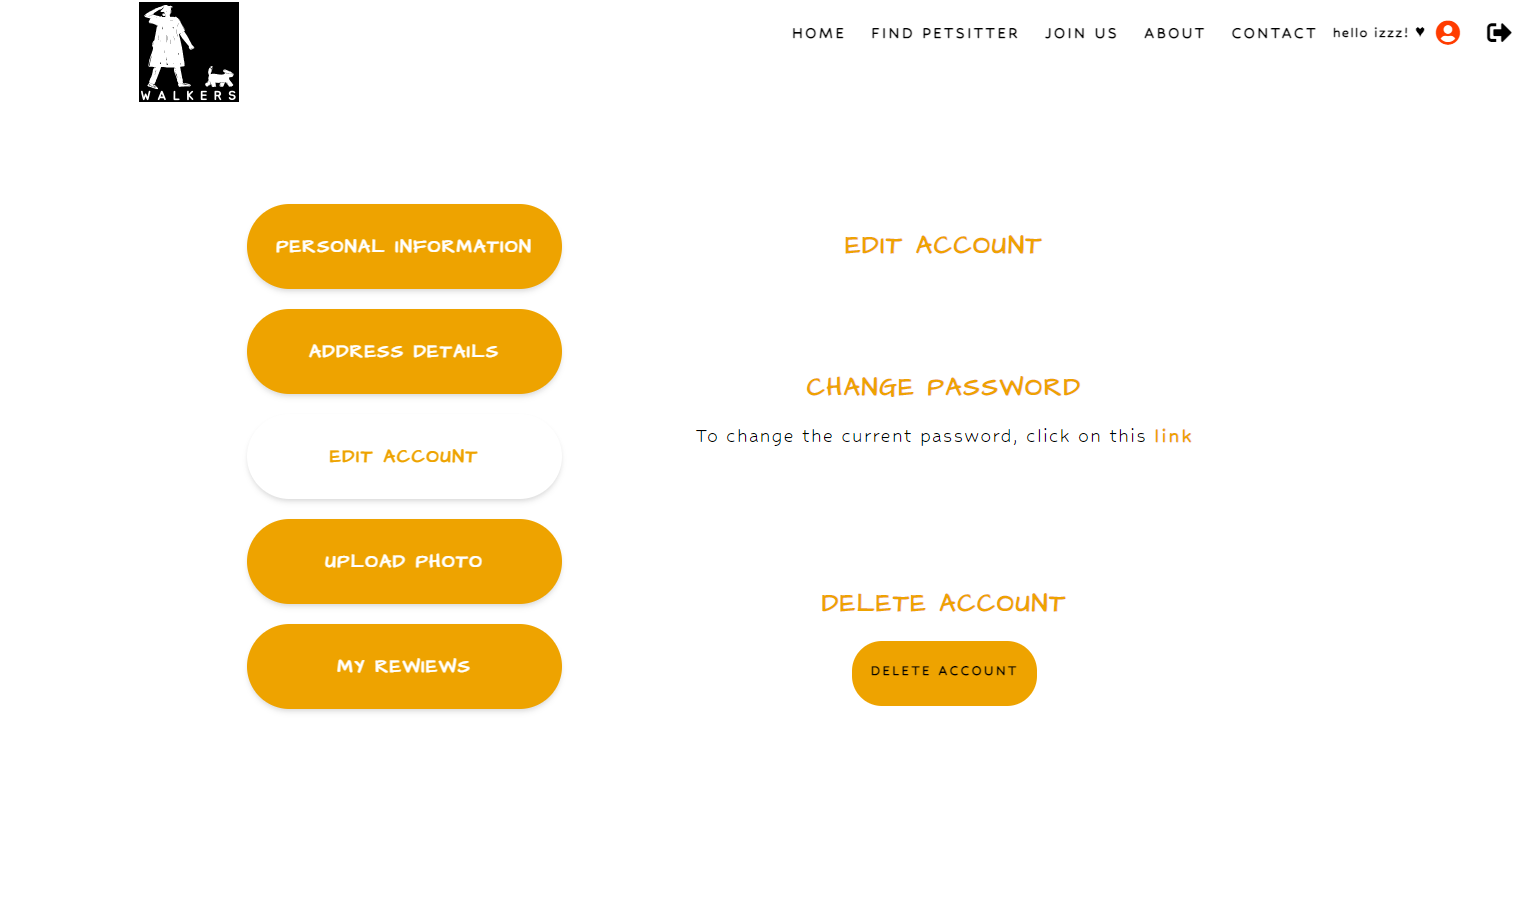 WALKERS
HOME FIND PETSITTER JOIN US ABOUT CONTACT hello izzz! ♥
PERSONAL INFORMATION
ADDRESS DETAILS
EDIT ACCOUNT
UPLOAD PHOTO
MY REWIEWS
EDIT ACCOUNT
CHANGE PASSWORD
To change the current password, click on this link
DELETE ACCOUNT
DELETE ACCOUNT